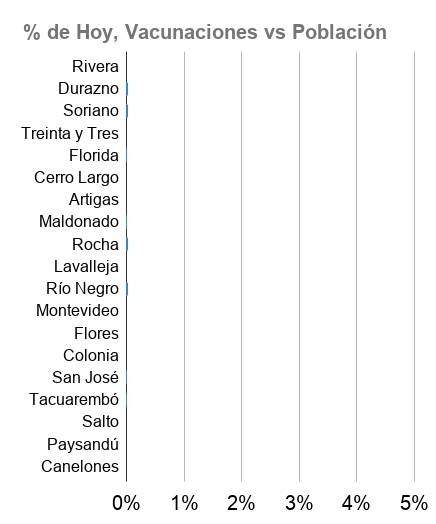 % de Hoy, Vacunaciones vs Población
Rivera
Durazno
Soriano
Treinta y Tres
Florida
Cerro Largo
Artigas
Maldonado
Rocha
Lavalleja
Río Negro
Montevideo
Flores
Colonia
San José
Tacuarembó
Salto
Paysandú
Canelones
0% 1% 2% 3% 4% 5%